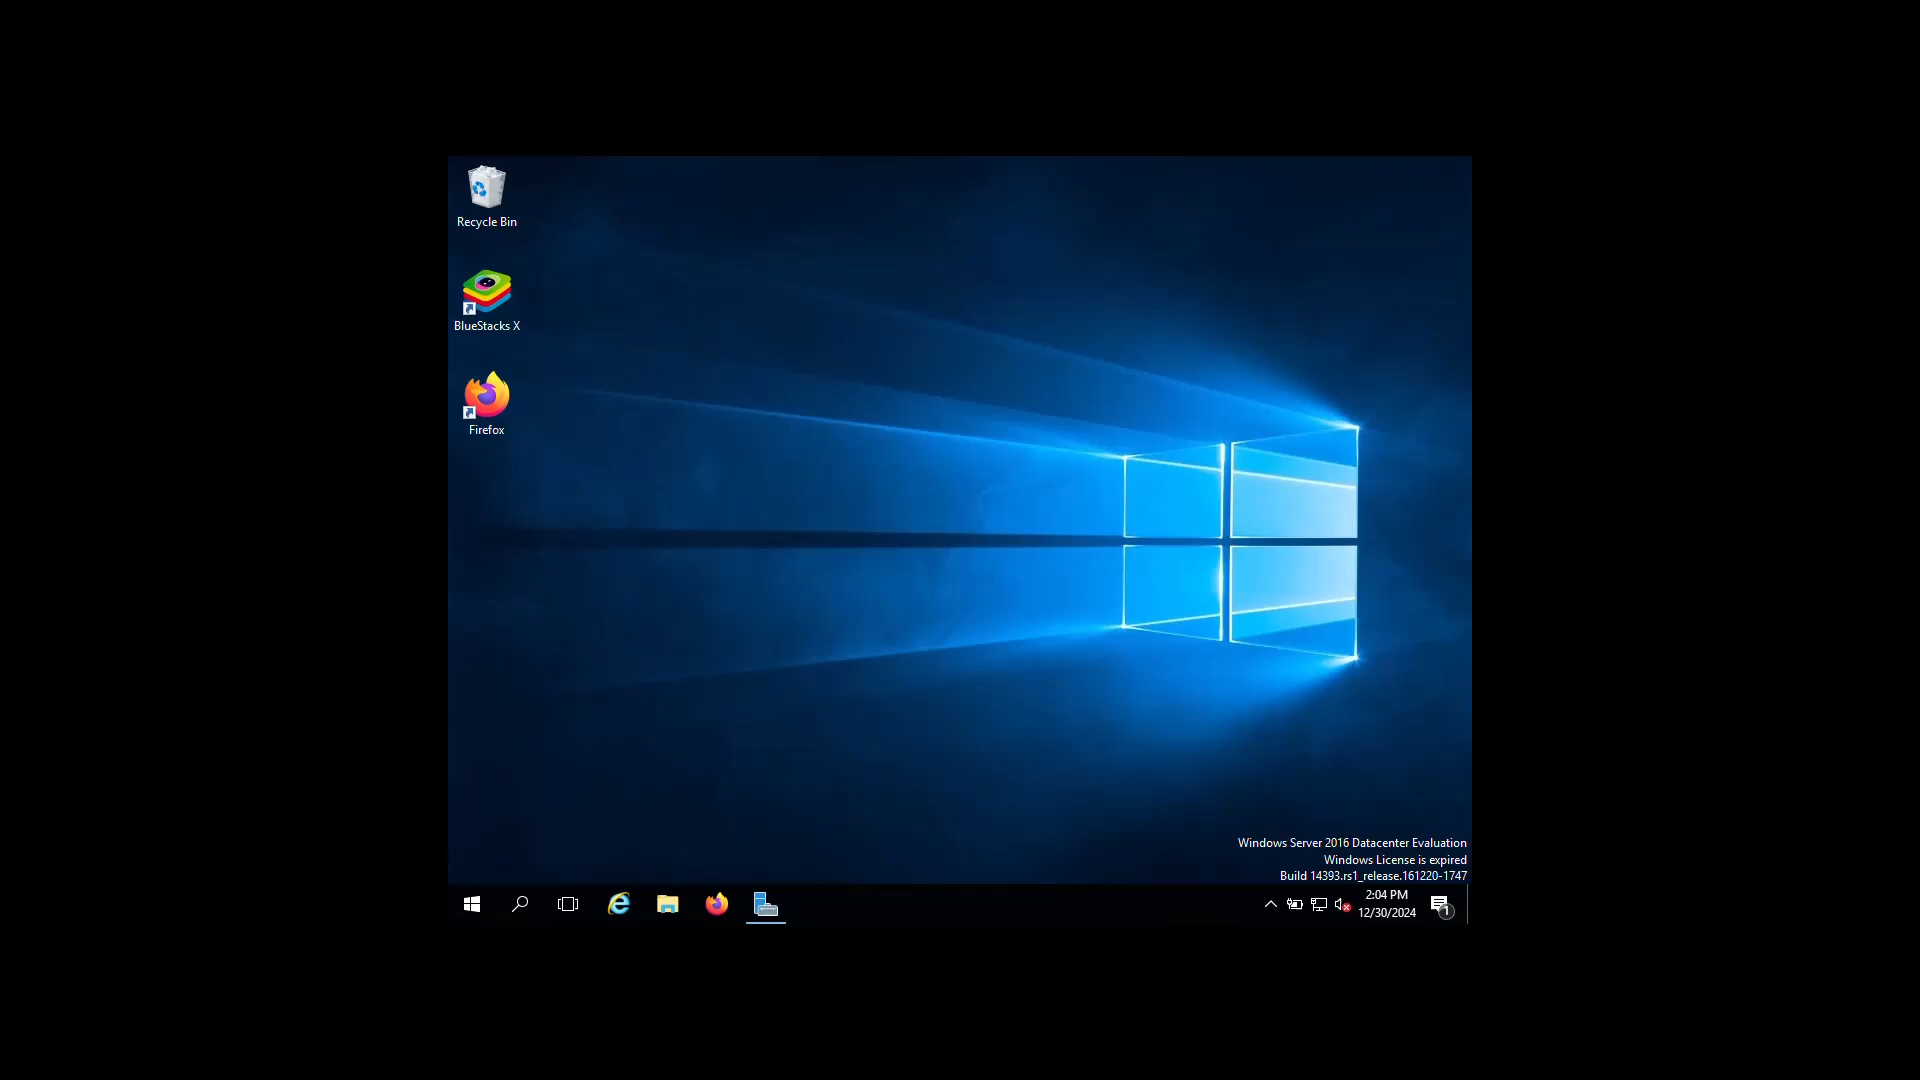 Recycle Bin
BlueStacks X
Firefox
Windows Server 2016 Datacenter Evaluation
Windows License is expired
Build 14393.rs1_release.161220-1747
2:04 PM
12/30/2024
1